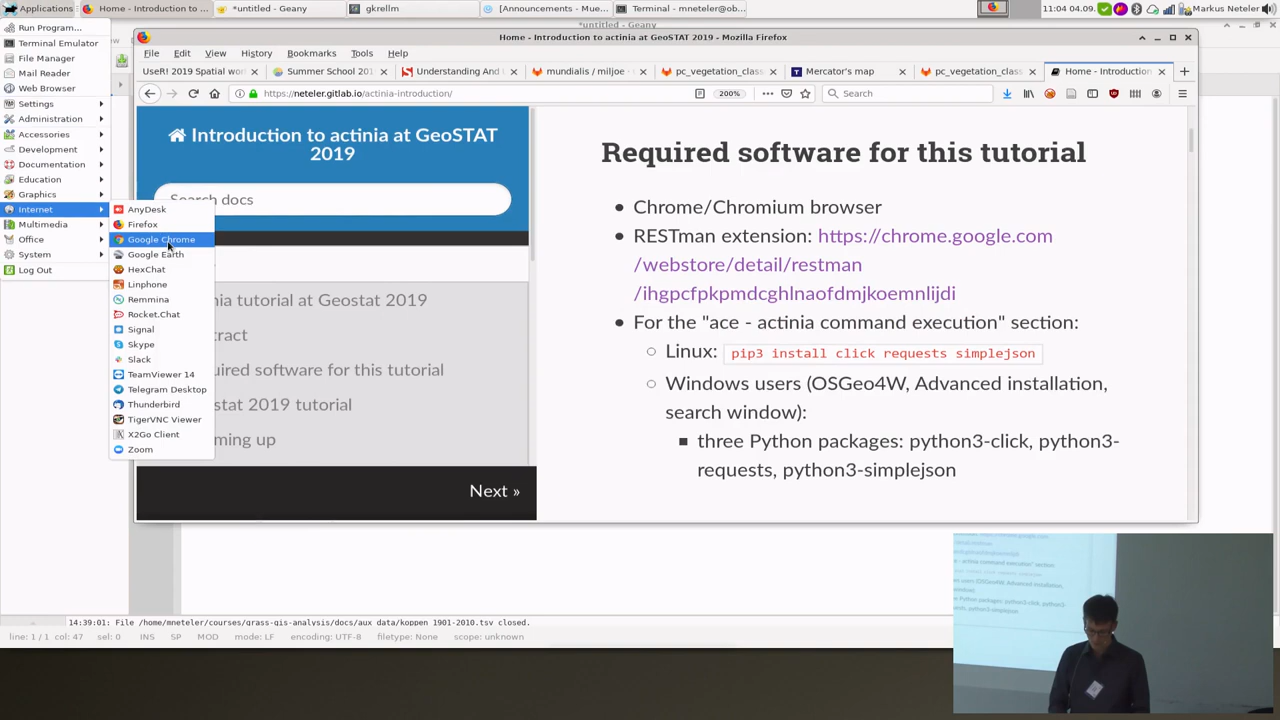 Applications
Home - Introduction to ...
*untitled - Geany
gkrellm
[Announcements - Mue...
Terminal - mneteler@ob...
11:04 04.09.
Markus Neteler
*untitled - Geany
Run Program...
Terminal Emulator
File Manager
Mail Reader
Web Browser
Settings
Administration
Accessories
Development
Documentation
Education
Graphics
Internet
Multimedia
Office
System
Log Out
AnyDesk
Firefox
Google Chrome
Google Earth
HexChat
Linphone
Remmina
Rocket.Chat
Signal
Skype
Slack
TeamViewer 14
Telegram Desktop
Thunderbird
TigerVNC Viewer
X2Go Client
Zoom
Home - Introduction to actinia at GeoSTAT 2019 - Mozilla Firefox
File Edit View History Bookmarks Tools Help
UseR! 2019 Spatial wor
Summer School 201
Understanding And
mundialis / miljoe
pc_vegetation_class
Mercator's map
pc_vegetation_class
Home - Introduction
https://neteler.gitlab.io/actinia-introduction/
200%
Search
Introduction to actinia at GeoSTAT
2019
Search docs
nia tutorial at Geostat 2019
tract
uired software for this tutorial
stat 2019 tutorial
ming up
Next »
Required software for this tutorial
Chrome/Chromium browser
RESTman extension: https://chrome.google.com
/webstore/detail/restman
/ihgpcfpkpmdcghlnaofdmjkoemnlijdi
For the "ace - actinia command execution" section:
Linux: pip3 install click requests simplejson
Windows users (OSGeo4W, Advanced installation,
search window):
three Python packages: python3-click, python3-
requests, python3-simplejson
14:39:01: File /home/mneteler/courses/grass-gis-analysis/docs/aux data/koppen 1901-2010.tsv closed.
line: 1 / 1 col: 47 sel: 0 INS SP MOD mode: LF encoding: UTF-8 filetype: None scope: unknown